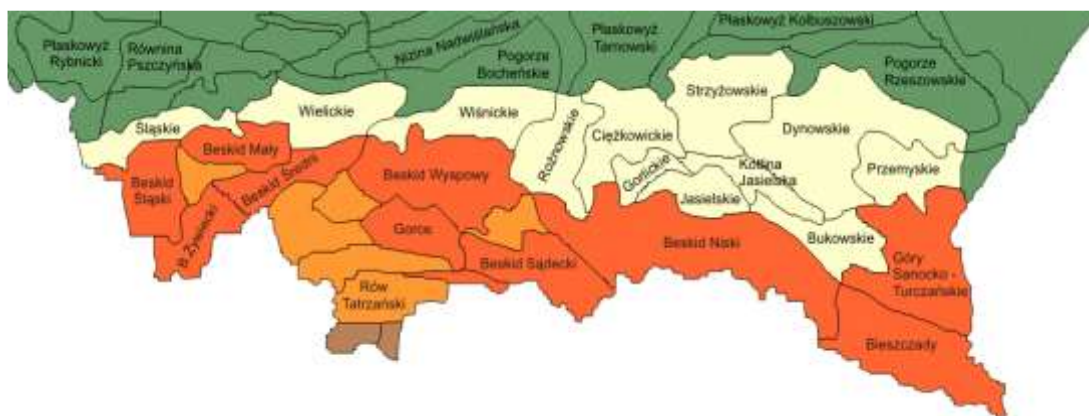 Płaskowyż
Rybnicki
Równina
Pszczyńska
Nizina Nadwiślańska
Pogorze
Bocheńskie
Płaskowyż
Tarnowski
Płaskowyż Kolbuszowski
Pogorze
Rzeszowskie
Śląskie
Wielickie
Wiśnickie
Rożnowskie
Ciężkowickie
Strzyżowskie
Dynowskie
Przemyskie
Gorlickie
Jasielskie
Kotlina
Jasielska
Bukowskie
Beskid
Śląski
Beskid Mały
B Żywiecki
Beskid Średni
Beskid Wyspowy
Gorce
Beskid Sądecki
Beskid Niski
Góry
Sanocko -
Turczańskie
Bieszczady
Rów
Tatrzański